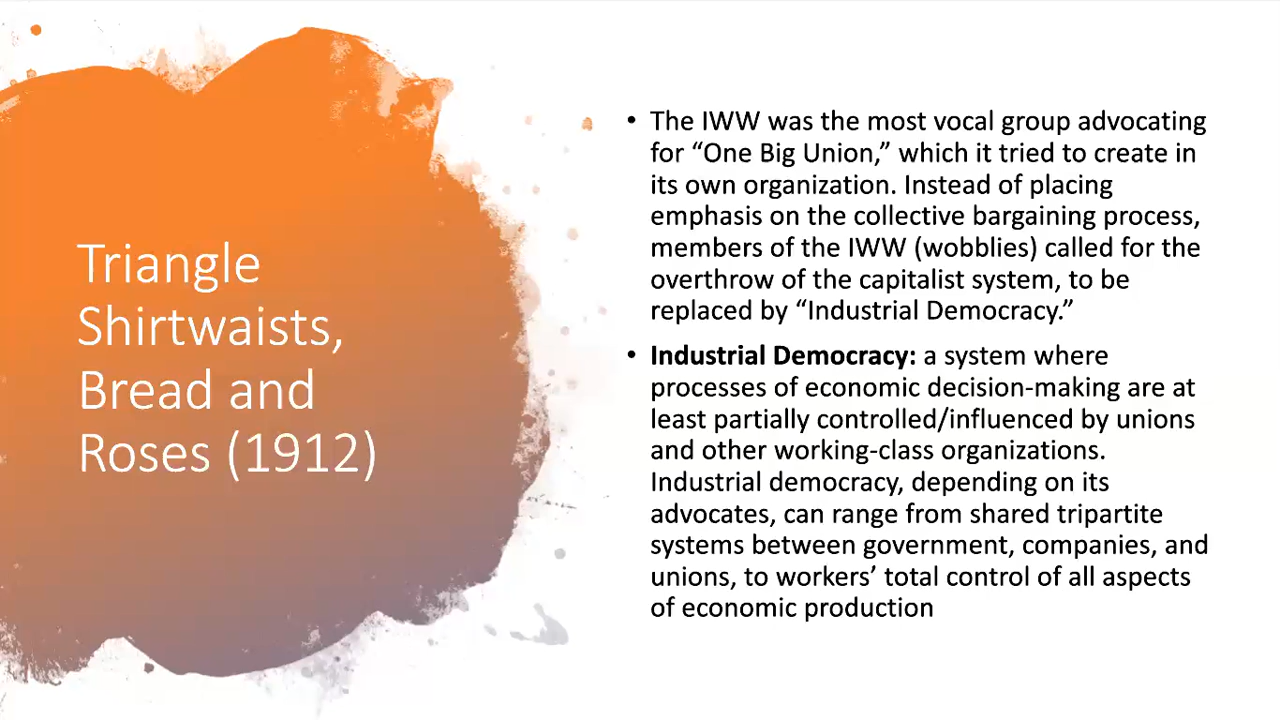 Triangle
Shirtwaists,
Bread and
Roses (1912)
• The IWW was the most vocal group advocating
for “One Big Union,” which it tried to create in
its own organization. Instead of placing
emphasis on the collective bargaining process,
members of the IWW (wobblies) called for the
overthrow of the capitalist system, to be
replaced by “Industrial Democracy.”
• Industrial Democracy: a system where
processes of economic decision-making are at
least partially controlled/influenced by unions
and other working-class organizations.
Industrial democracy, depending on its
advocates, can range from shared tripartite
systems between government, companies, and
unions, to workers’ total control of all aspects
of economic production